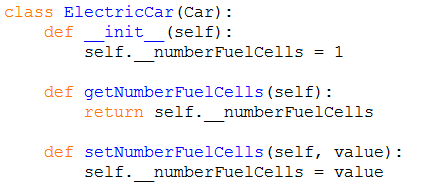 class ElectricCar(Car):
    def __init__(self):
        self.__numberFuelCells = 1

    def getNumberFuelCells(self):
        return self.__numberFuelCells

    def setNumberFuelCells(self, value):
        self.__numberFuelCells = value